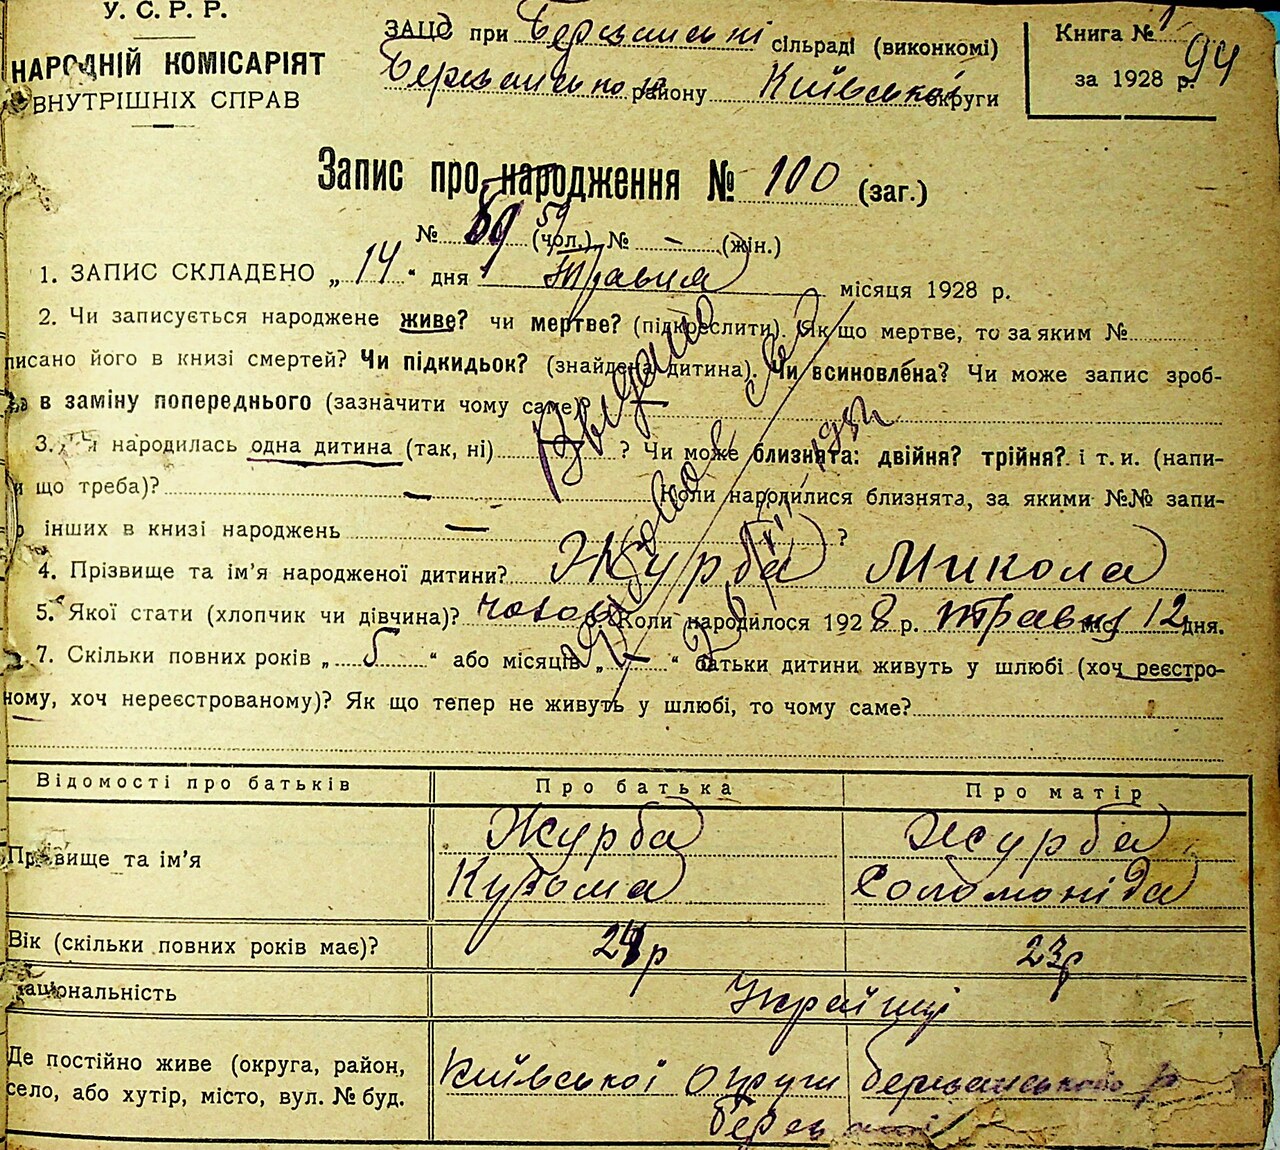 У. С. Р. Р.
НАРОДНІЙ КОМІСАРІЯТ
ВНУТРІШНІХ СПРАВ
ЗАЦС при Березанські сільраді (виконкомі)
Березансько го району Київської округи
Книга № 1
за 1928 р.
94
Запис про народження № 100 (заг.)
№ 59 (чол.) № — (жін.)
1. ЗАПИС СКЛАДЕНО „ 14 “ дня Травня місяця 1928 р.
2. Чи записується народжене живе? чи мертве? (підкреслити). Як що мертве, то за яким №
писано його в книзі смертей? Чи підкидьок? (знайдена дитина). Чи всиновлена? Чи може запис зроб-
в заміну попереднього (зазначити чому саме)?
3. народилась одна дитина (так, ні) ? Чи може близнята: двійня? трійня? і т. и. (напи-
що треба)? — Коли народилися близнята, за якими №№ запи-
інших в книзі народжень — ?
4. Прізвище та ім’я народженої дитини? Журба Микола
5. Якої стати (хлопчик чи дівчина)? Коли народилося 1928 р. Травня міс. 12 дня.
7. Скільки повних років „ 5 “ або місяців „ — “ батьки дитини живуть у шлюбі (хоч реєстро-
ному, хоч нереєстрованому)? Як що тепер не живуть у шлюбі, то чому саме?
Выдано
1952
Відомості про батьків Про батька Про матір
Прізвище та ім’я Журба Журба
Кузьма Соломоніда
Вік (скільки повних років має)? 24 р 23 р
Національність Українці
Де постійно живе (округа, район,
село, або хутір, місто, вул. № буд.
Київської округи Березанського р